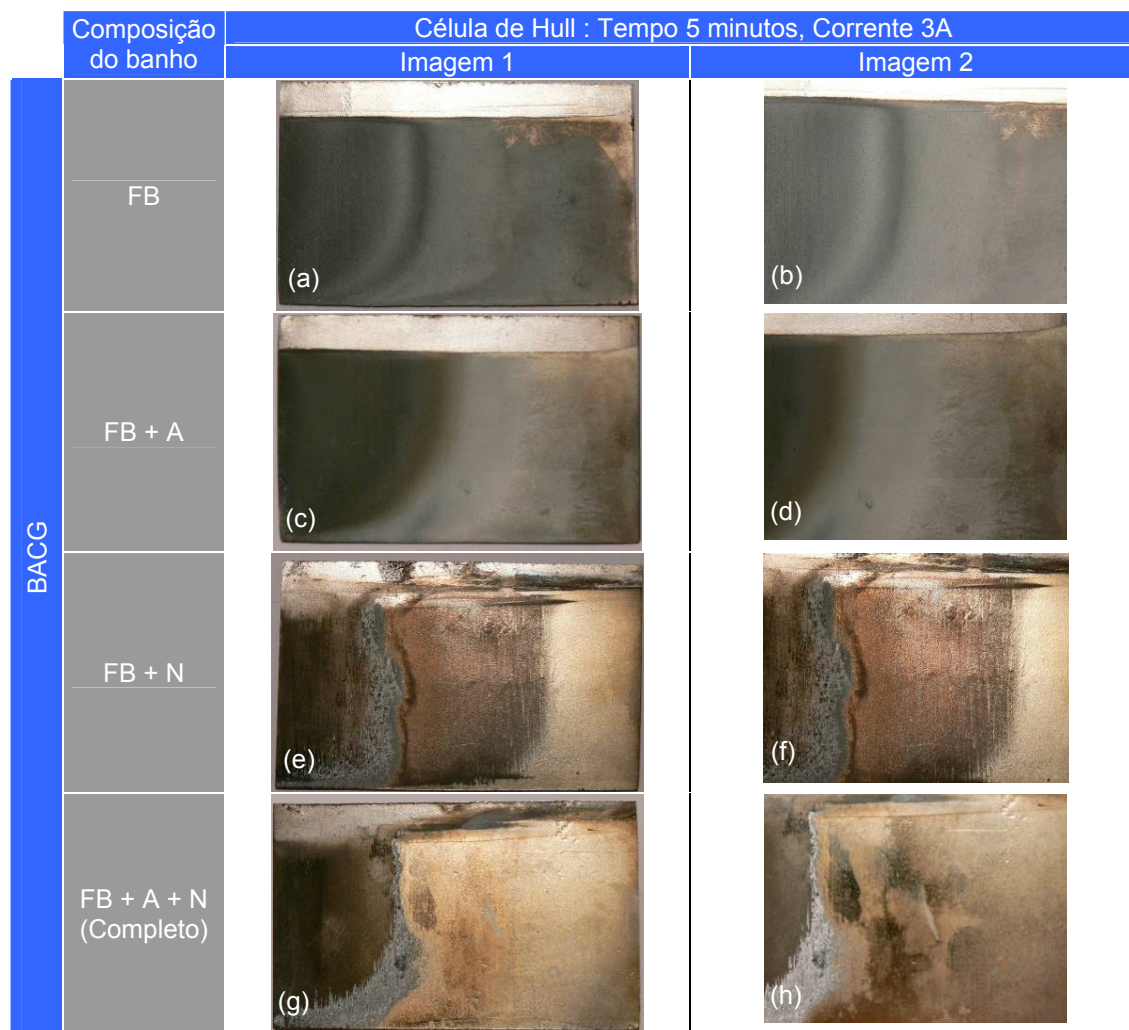 Composição
do banho
Célula de Hull : Tempo 5 minutos, Corrente 3A
Imagem 1
Imagem 2
BACG
FB
(a)
(b)
FB + A
(c)
(d)
FB + N
(e)
(f)
FB + A + N
(Completo)
(g)
(h)